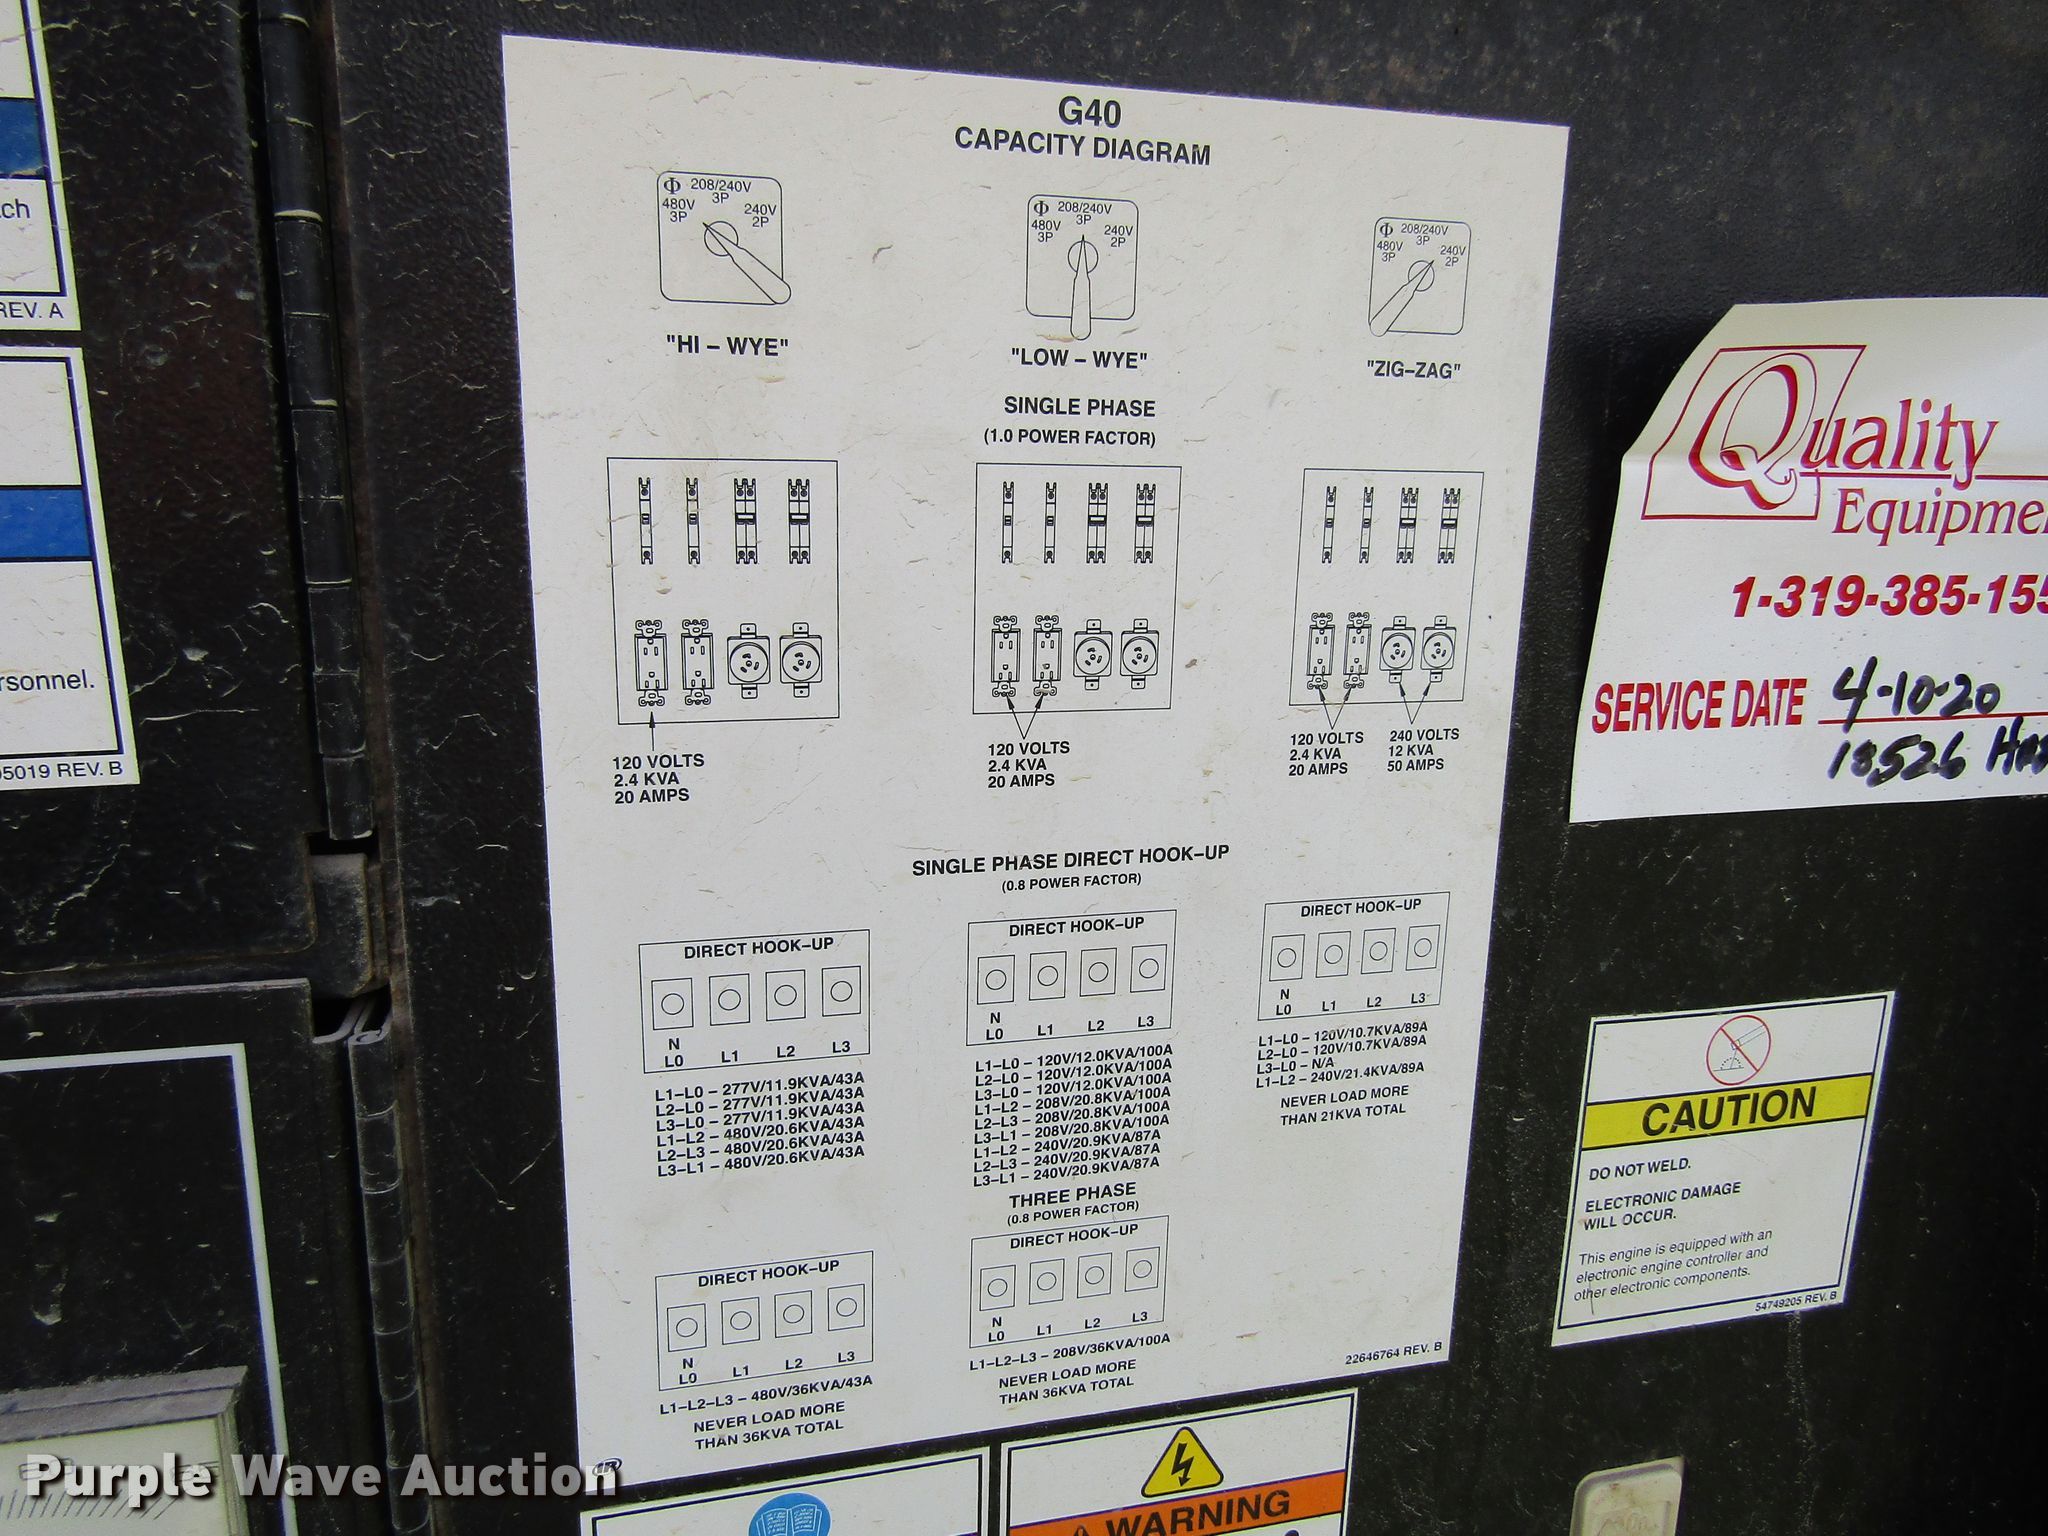 ch
REV. A
rsonnel.
05019 REV. B
G40
CAPACITY DIAGRAM
Φ 208/240V
480V 3P 240V
3P 2P
"HI – WYE"
Φ 208/240V
480V 3P 240V
3P 2P
"LOW – WYE"
Φ 208/240V
480V 3P 240V
3P 2P
"ZIG–ZAG"
SINGLE PHASE
(1.0 POWER FACTOR)
120 VOLTS
2.4 KVA
20 AMPS
120 VOLTS
2.4 KVA
20 AMPS
120 VOLTS
2.4 KVA
20 AMPS
240 VOLTS
12 KVA
50 AMPS
SINGLE PHASE DIRECT HOOK–UP
(0.8 POWER FACTOR)
DIRECT HOOK–UP
N
L0 L1 L2 L3
L1–L0 – 277V/11.9KVA/43A
L2–L0 – 277V/11.9KVA/43A
L3–L0 – 277V/11.9KVA/43A
L1–L2 – 480V/20.6KVA/43A
L2–L3 – 480V/20.6KVA/43A
L3–L1 – 480V/20.6KVA/43A
DIRECT HOOK–UP
N
L0 L1 L2 L3
L1–L0 – 120V/12.0KVA/100A
L2–L0 – 120V/12.0KVA/100A
L3–L0 – 120V/12.0KVA/100A
L1–L2 – 208V/20.8KVA/100A
L2–L3 – 208V/20.8KVA/100A
L3–L1 – 208V/20.8KVA/100A
L1–L2 – 240V/20.9KVA/87A
L2–L3 – 240V/20.9KVA/87A
L3–L1 – 240V/20.9KVA/87A
DIRECT HOOK–UP
N
L0 L1 L2 L3
L1–L0 – 120V/10.7KVA/89A
L2–L0 – 120V/10.7KVA/89A
L3–L0 – N/A
L1–L2 – 240V/21.4KVA/89A
NEVER LOAD MORE
THAN 21KVA TOTAL
THREE PHASE
(0.8 POWER FACTOR)
DIRECT HOOK–UP
N
L0 L1 L2 L3
L1–L2–L3 – 480V/36KVA/43A
NEVER LOAD MORE
THAN 36KVA TOTAL
DIRECT HOOK–UP
N
L0 L1 L2 L3
L1–L2–L3 – 208V/36KVA/100A
NEVER LOAD MORE
THAN 36KVA TOTAL
22646764 REV. B
IR
Quality
Equipme
1-319-385-155
SERVICE DATE 4-10-20
18526
CAUTION
DO NOT WELD.
ELECTRONIC DAMAGE
WILL OCCUR.
This engine is equipped with an
electronic engine controller and
other electronic components.
54749205 REV. B
WARNING
Purple Wave Auction